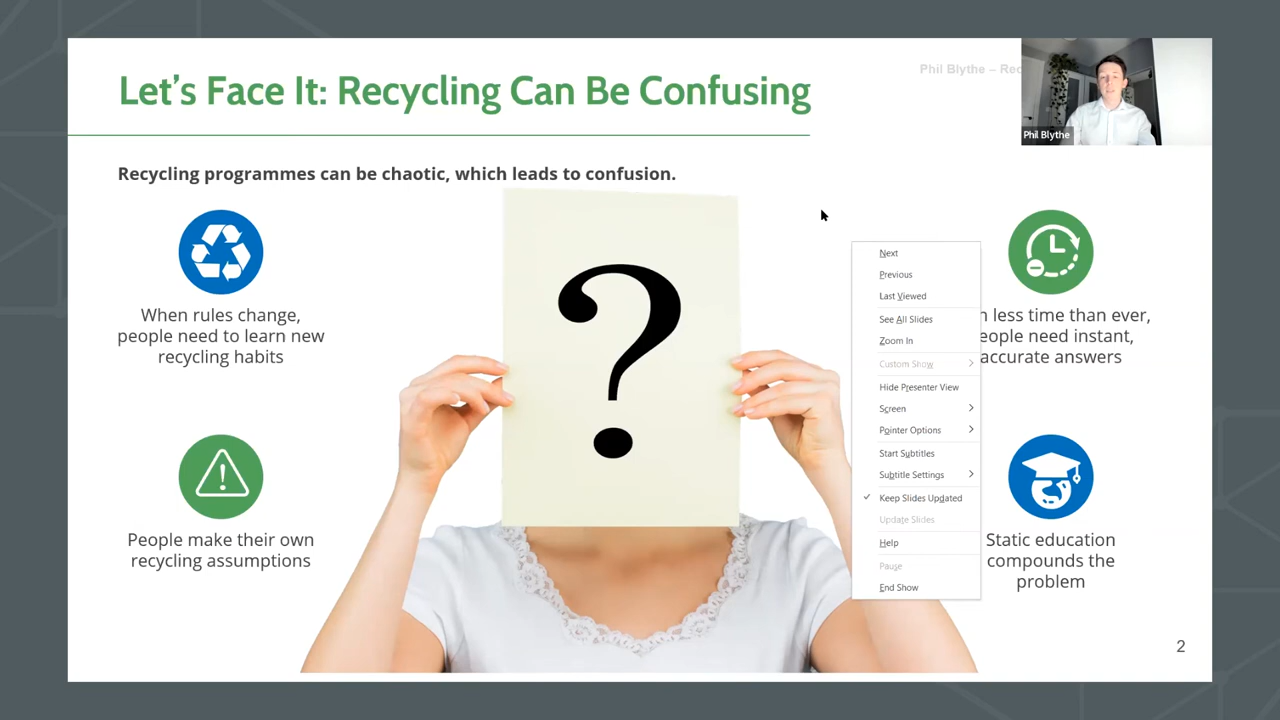 Let's Face It: Recycling Can Be Confusing
Phil Blythe – Rec
Phil Blythe
Recycling programmes can be chaotic, which leads to confusion.
When rules change,
people need to learn new
recycling habits
?
Next
Previous
Last Viewed
See All Slides
Zoom In
Custom Show
Hide Presenter View
Screen
Pointer Options
Start Subtitles
Subtitle Settings
Keep Slides Updated
Update Slides
Help
Pause
End Show
less time than ever,
eople need instant,
accurate answers
People make their own
recycling assumptions
Static education
compounds the
problem
2